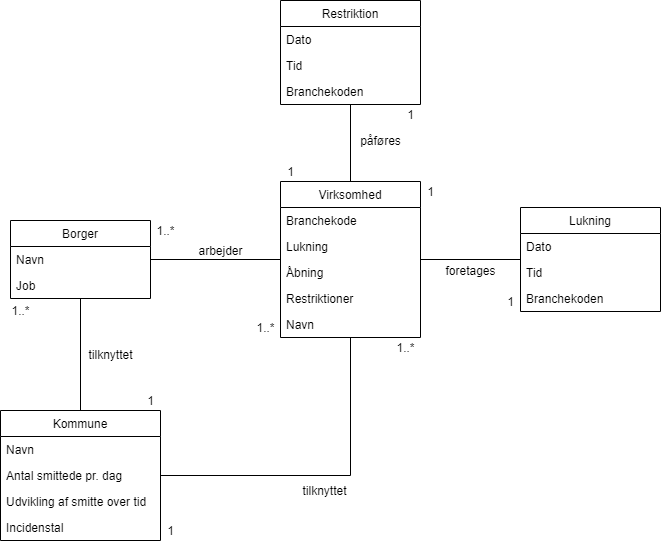 Restriktion
Dato
Tid
Branchekoden
1
påføres
1
Virksomhed
1
Branchekode
Lukning
Åbning
Restriktioner
Navn
Lukning
Dato
Tid
Branchekoden
foretages
1
Borger
Navn
Job
1..*
arbejder
1..*
1..*
1..*
tilknyttet
1
Kommune
Navn
Antal smittede pr. dag
Udvikling af smitte over tid
Incidenstal
tilknyttet
1